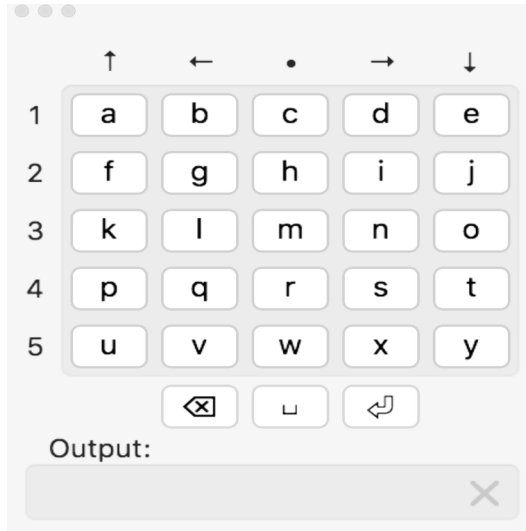 ↑ ← • → ↓
1 a b c d e
2 f g h i j
3 k l m n o
4 p q r s t
5 u v w x y
⌫ ␣ ⏎
Output: